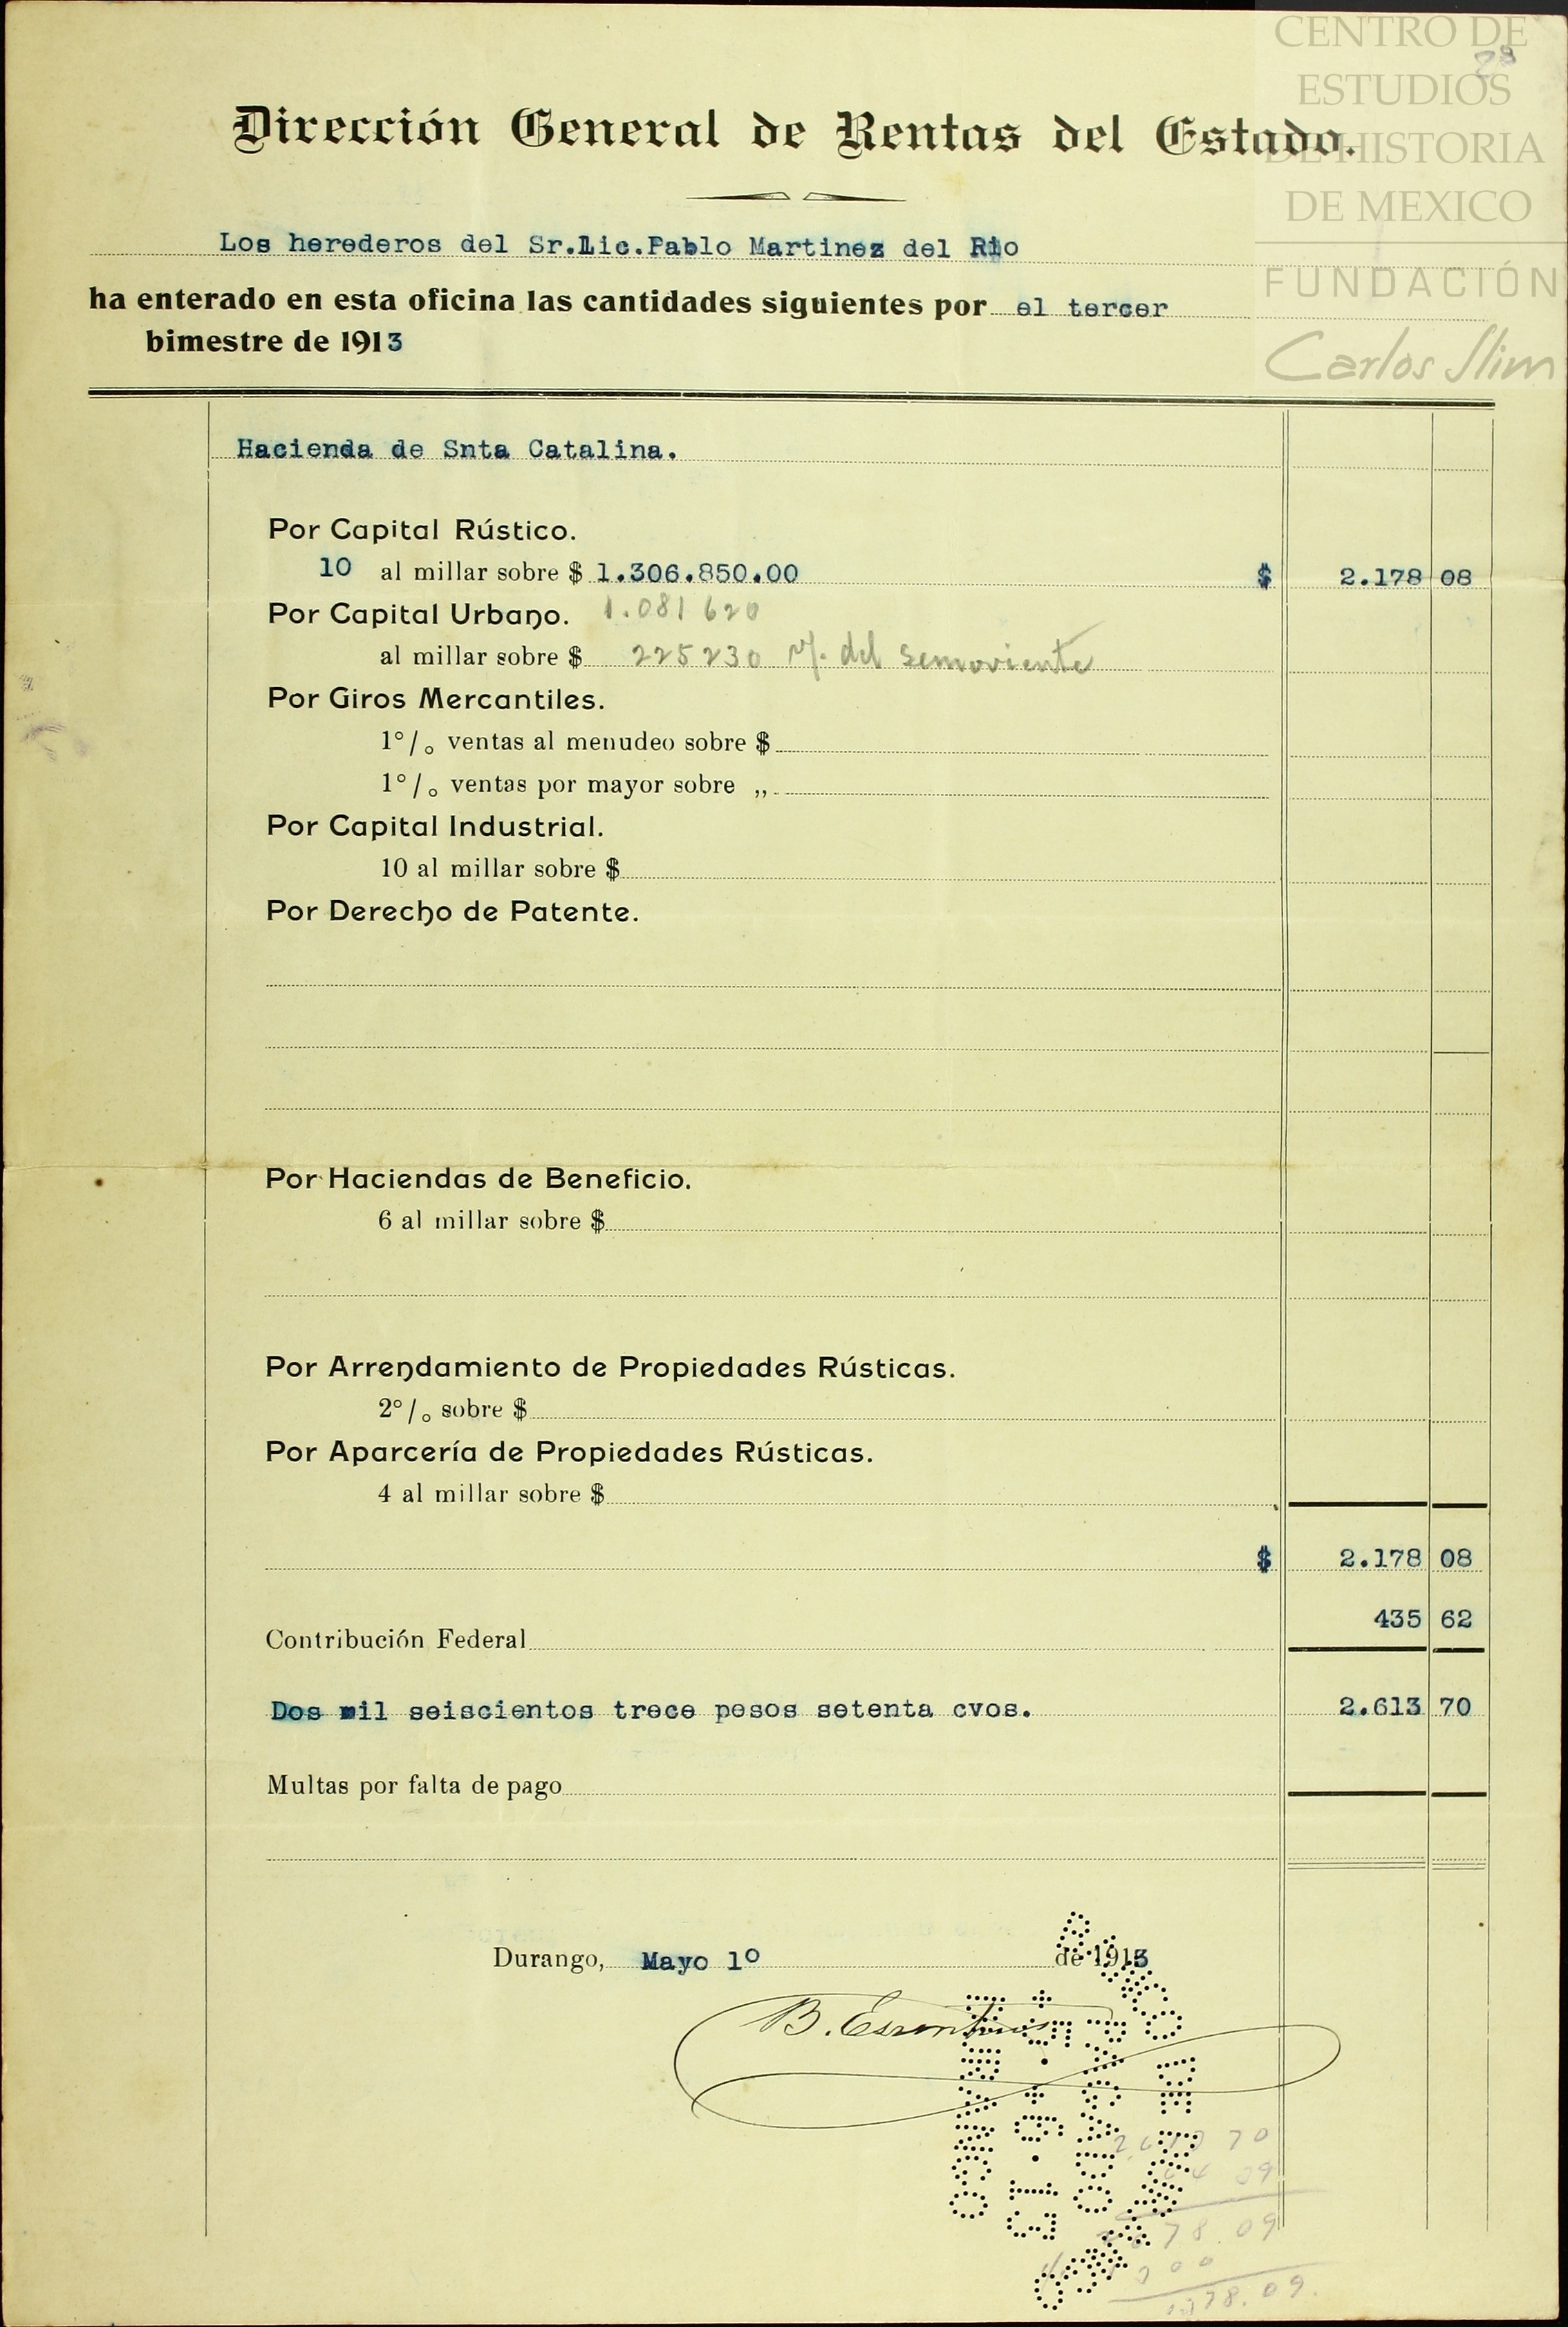 CENTRO DE
ESTUDIOS
DE HISTORIA
DE MEXICO
FUNDACIÓN
Carlos Slim
Dirección General de Rentas del Estado.
Los herederos del Sr.Lic.Pablo Martinez del Rio
ha enterado en esta oficina las cantidades siguientes por el tercer
bimestre de 1913
Hacienda de Snta Catalina.
Por Capital Rústico.
10 al millar sobre $ 1.306.850.00 $ 2.178 08
Por Capital Urbano. 1.081 620
al millar sobre $ 225230 del semoviente
Por Giros Mercantiles.
1°/o ventas al menudeo sobre $
1°/o ventas por mayor sobre „
Por Capital Industrial.
10 al millar sobre $
Por Derecho de Patente.
Por Haciendas de Beneficio.
6 al millar sobre $
Por Arrendamiento de Propiedades Rústicas.
2°/o sobre $
Por Aparcería de Propiedades Rústicas.
4 al millar sobre $
$ 2.178 08
Contribución Federal 435 62
Dos mil seiscientos trece pesos setenta cvos. 2.613 70
Multas por falta de pago
Durango, Mayo 1º de 1913
B.
78.09